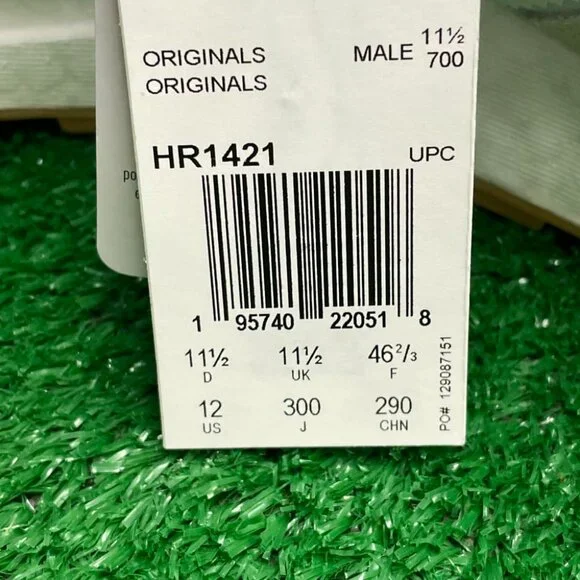 ORIGINALS
ORIGINALS
MALE 11½
700
HR1421
UPC
1 95740 22051 8
11½ 11½ 46²/₃
D UK F
12 300 290
US J CHN
PO# 129087151
po